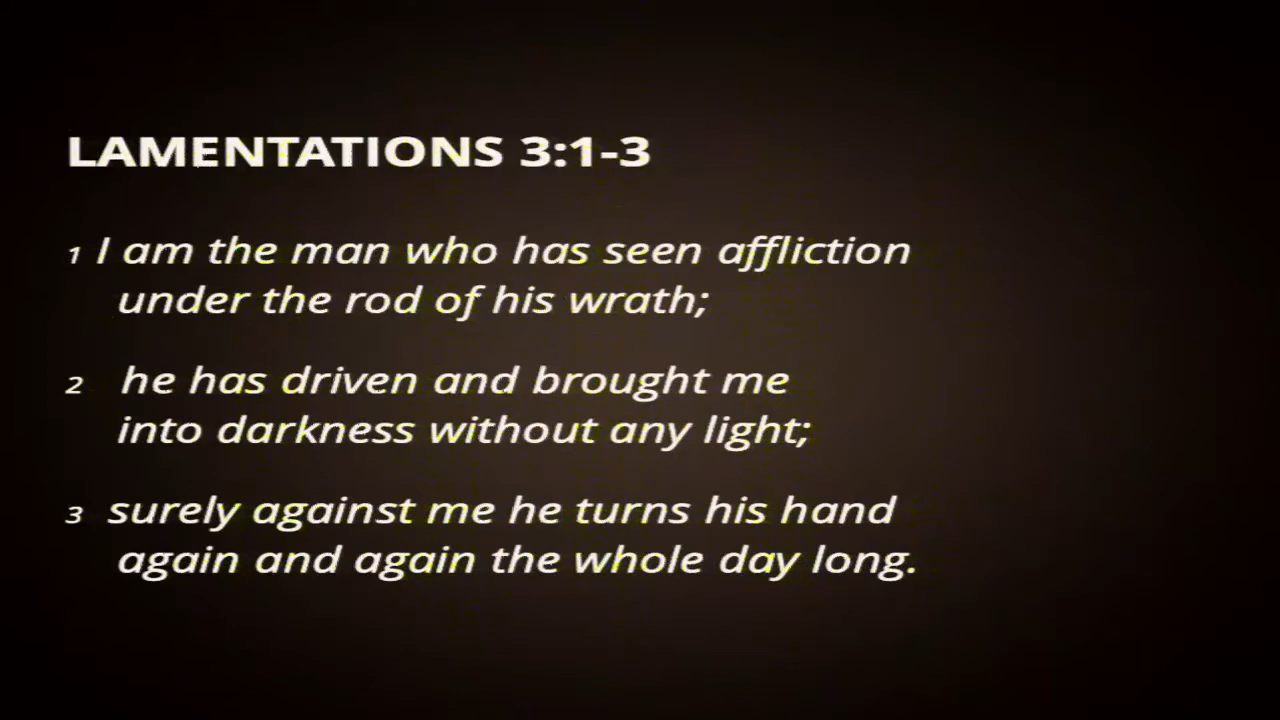 LAMENTATIONS 3:1-3
1 I am the man who has seen affliction
under the rod of his wrath;
2 he has driven and brought me
into darkness without any light;
3 surely against me he turns his hand
again and again the whole day long.